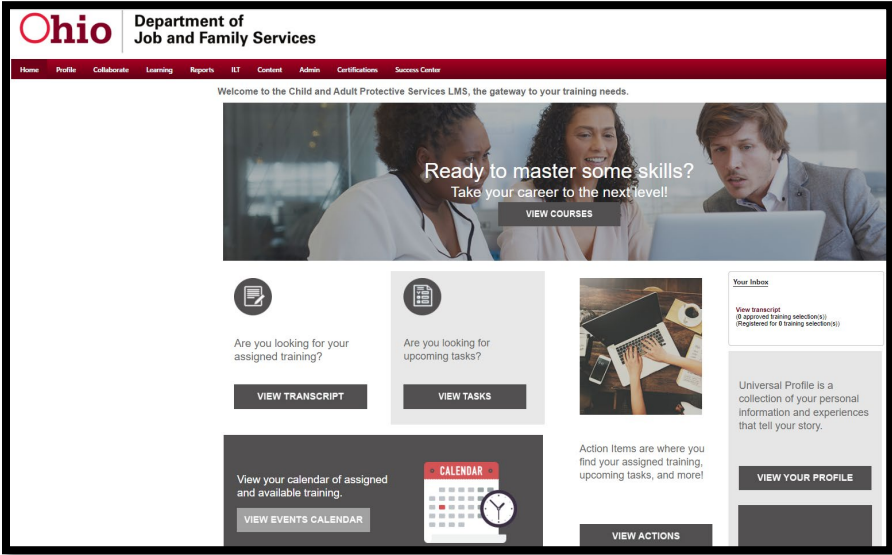 Ohio
Department of
Job and Family Services
Home Profile Collaborate Learning Reports ILT Content Admin Certifications Success Center
Welcome to the Child and Adult Protective Services LMS, the gateway to your training needs.
Ready to master some skills?
Take your career to the next level!
VIEW COURSES
Are you looking for your
assigned training?
VIEW TRANSCRIPT
Are you looking for
upcoming tasks?
VIEW TASKS
Action Items are where you
find your assigned training,
upcoming tasks, and more!
VIEW ACTIONS
Your Inbox
View transcript
(0 approved training selection(s))
(Registered for 0 training selection(s))
Universal Profile is a
collection of your personal
information and experiences
that tell your story.
VIEW YOUR PROFILE
View your calendar of assigned
and available training.
VIEW EVENTS CALENDAR
CALENDAR